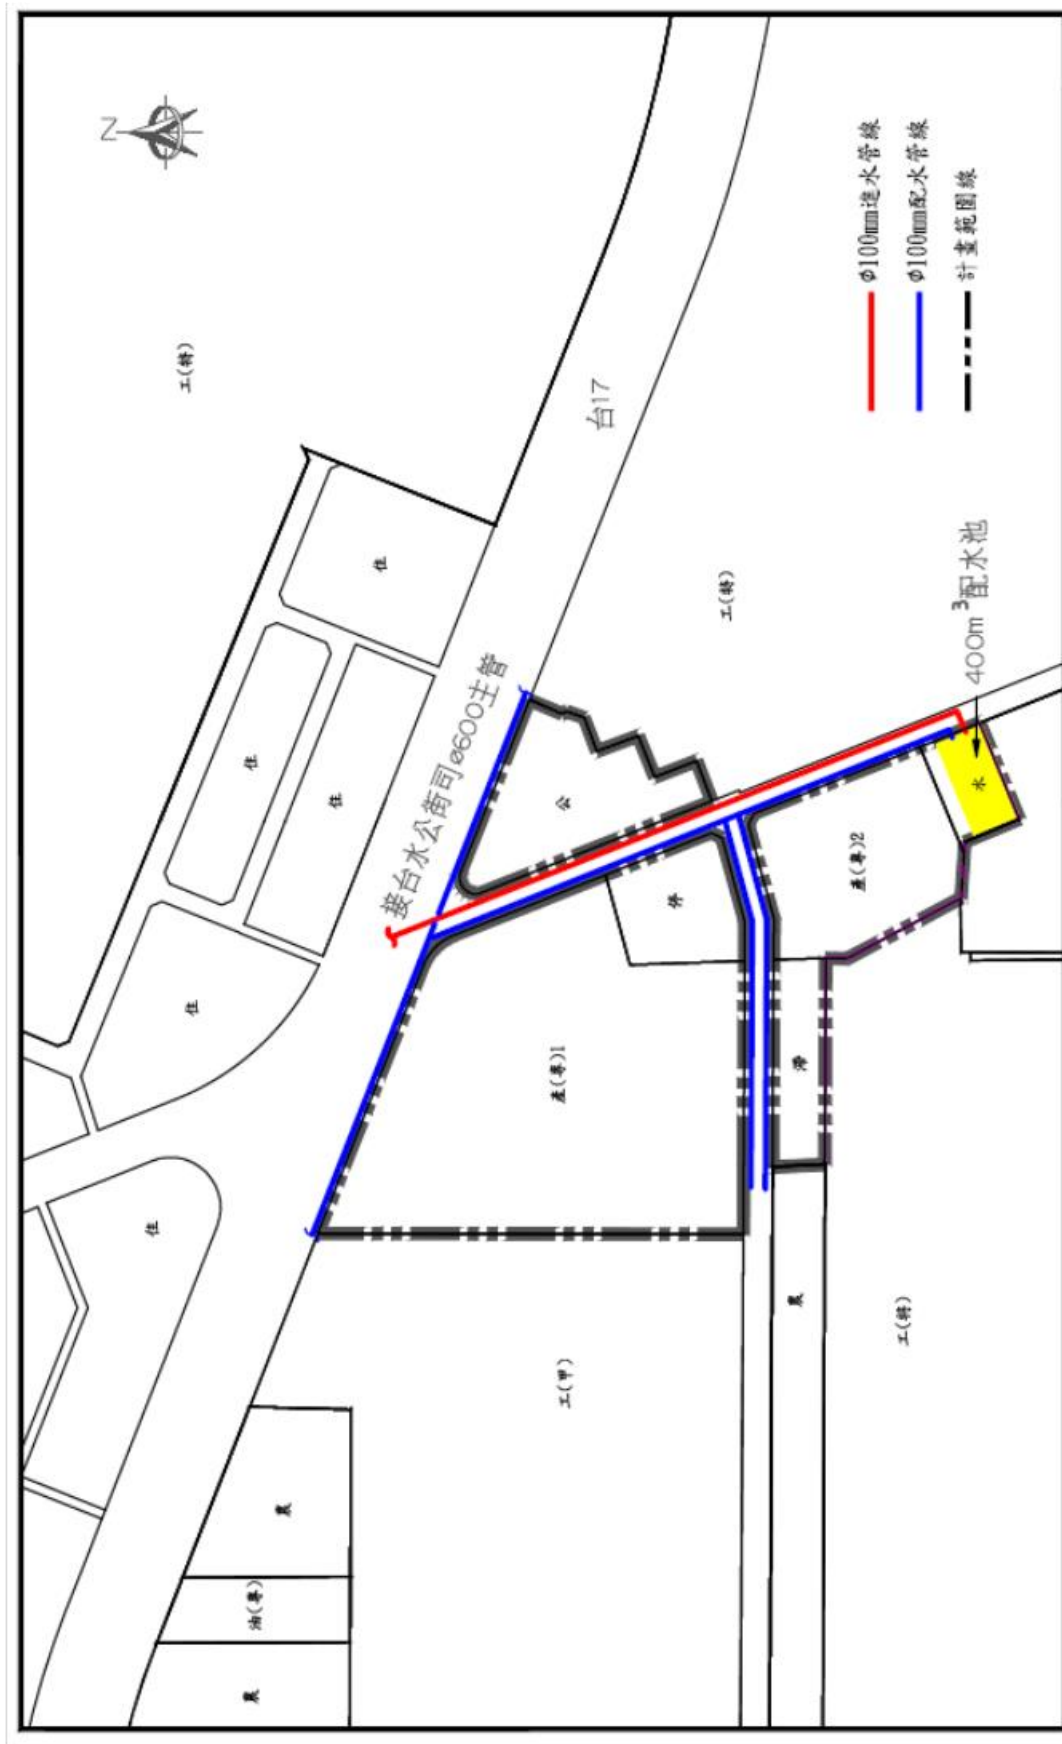 N
住
工(特)
住
農
油(專)
住
農
住
住
接台水公街司ø600主管
產(專)1
工(甲)
公
台17
停
工(特)
農
滯
產(專)2
工(特)
Φ100mm進水管線
Φ100mm配水管線
計畫範圍線
水
400m³配水池